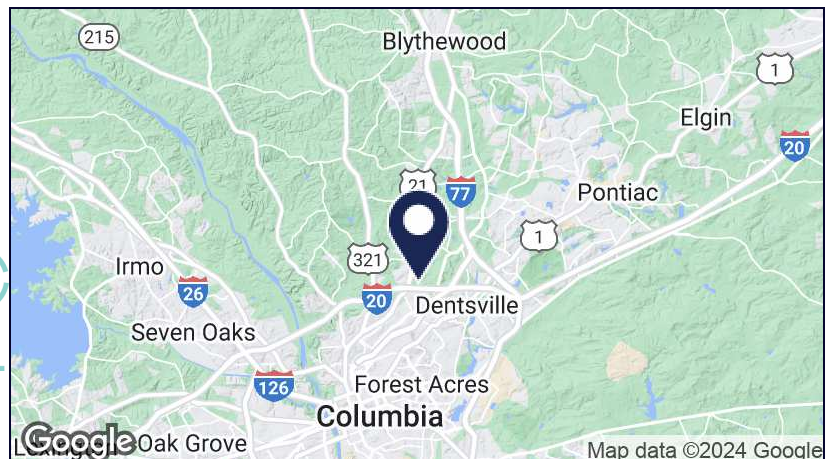 215
Blythewood
1
Elgin
20
21
77
Pontiac
1
321
Irmo
26
20
Dentsville
Seven Oaks
126
Forest Acres
Columbia
Google
Lexington
Oak Grove
Map data ©2024 Google